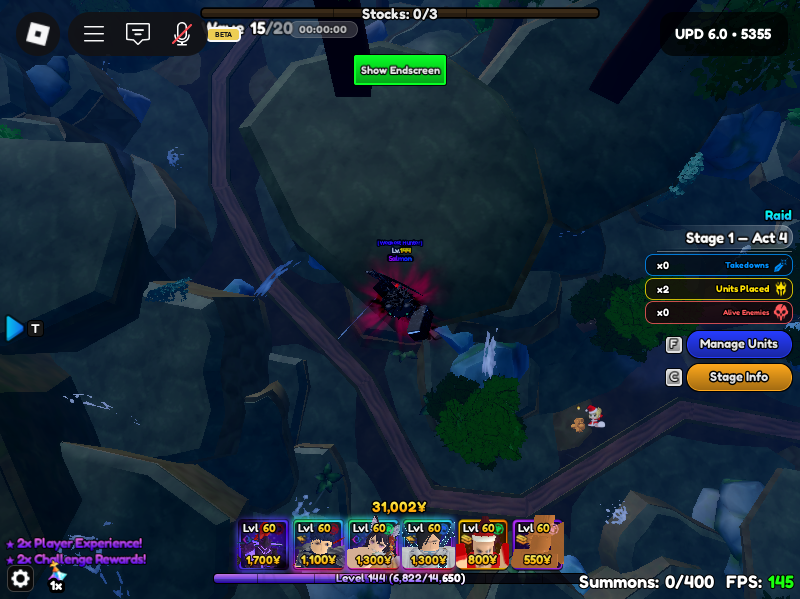 Stocks: 0/3
Wave 15/20
00:00:00
BETA
UPD 6.0 • 5355
Show Endscreen
Raid
Stage 1 – Act 4
x0 Takedowns
x2 Units Placed
x0 Alive Enemies
F Manage Units
C Stage Info
T
Salmon
31,002¥
Lvl 60 Lvl 60 Lvl 60 Lvl 60 Lvl 60 Lvl 60
1,700¥ 1,100¥ 1,300¥ 1,300¥ 800¥ 550¥
2x Player Experience!
2x Challenge Rewards!
1x
Level 144 (6,822/14,650)
Summons: 0/400 FPS: 145